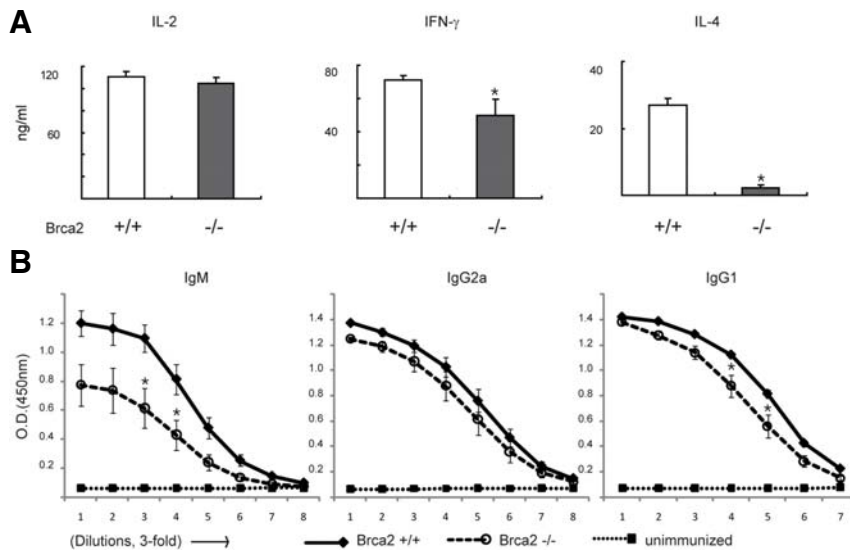 A
IL-2
IFN-γ
IL-4
ng/ml
120
60
80
40
40
20
*
*
Brca2 +/+ -/- +/+ -/- +/+ -/-
B
IgM
IgG2a
IgG1
O.D.(450nm)
1.2
1.0
0.8
0.6
0.4
0.2
*
*
1 2 3 4 5 6 7 8
1.4
1.2
1.0
0.8
0.6
0.4
0.2
1 2 3 4 5 6 7 8
1.4
1.2
1.0
0.8
0.6
0.4
0.2
*
*
1 2 3 4 5 6 7
(Dilutions, 3-fold) → Brca2 +/+ Brca2 -/- unimmunized